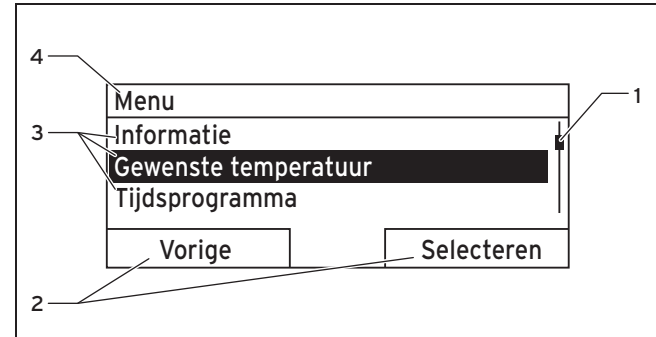 4
Menu
1
3
Informatie
Gewenste temperatuur
Tijdsprogramma
Vorige
Selecteren
2